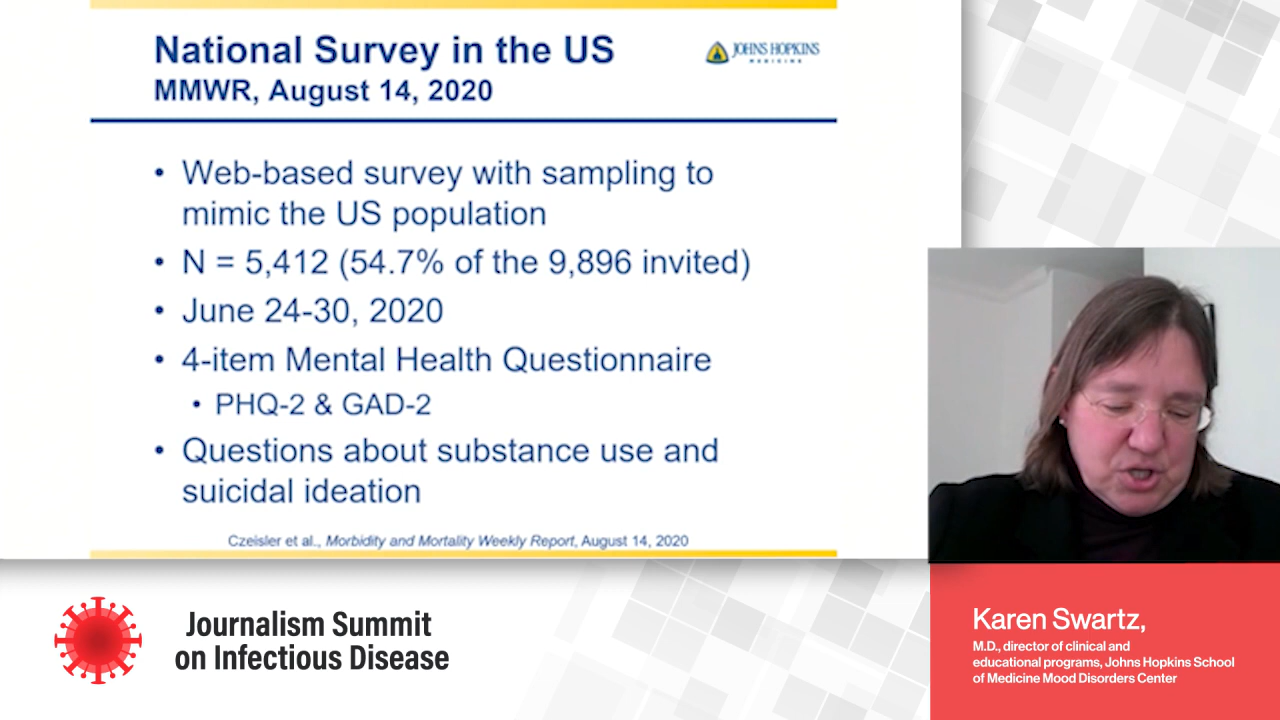 National Survey in the US
JOHNS HOPKINS
MEDICINE
MMWR, August 14, 2020
• Web-based survey with sampling to
mimic the US population
• N = 5,412 (54.7% of the 9,896 invited)
• June 24-30, 2020
• 4-item Mental Health Questionnaire
• PHQ-2 & GAD-2
• Questions about substance use and
suicidal ideation
Czeisler et al., Morbidity and Mortality Weekly Report, August 14, 2020
Journalism Summit
on Infectious Disease
Karen Swartz,
M.D., director of clinical and
educational programs, Johns Hopkins School
of Medicine Mood Disorders Center